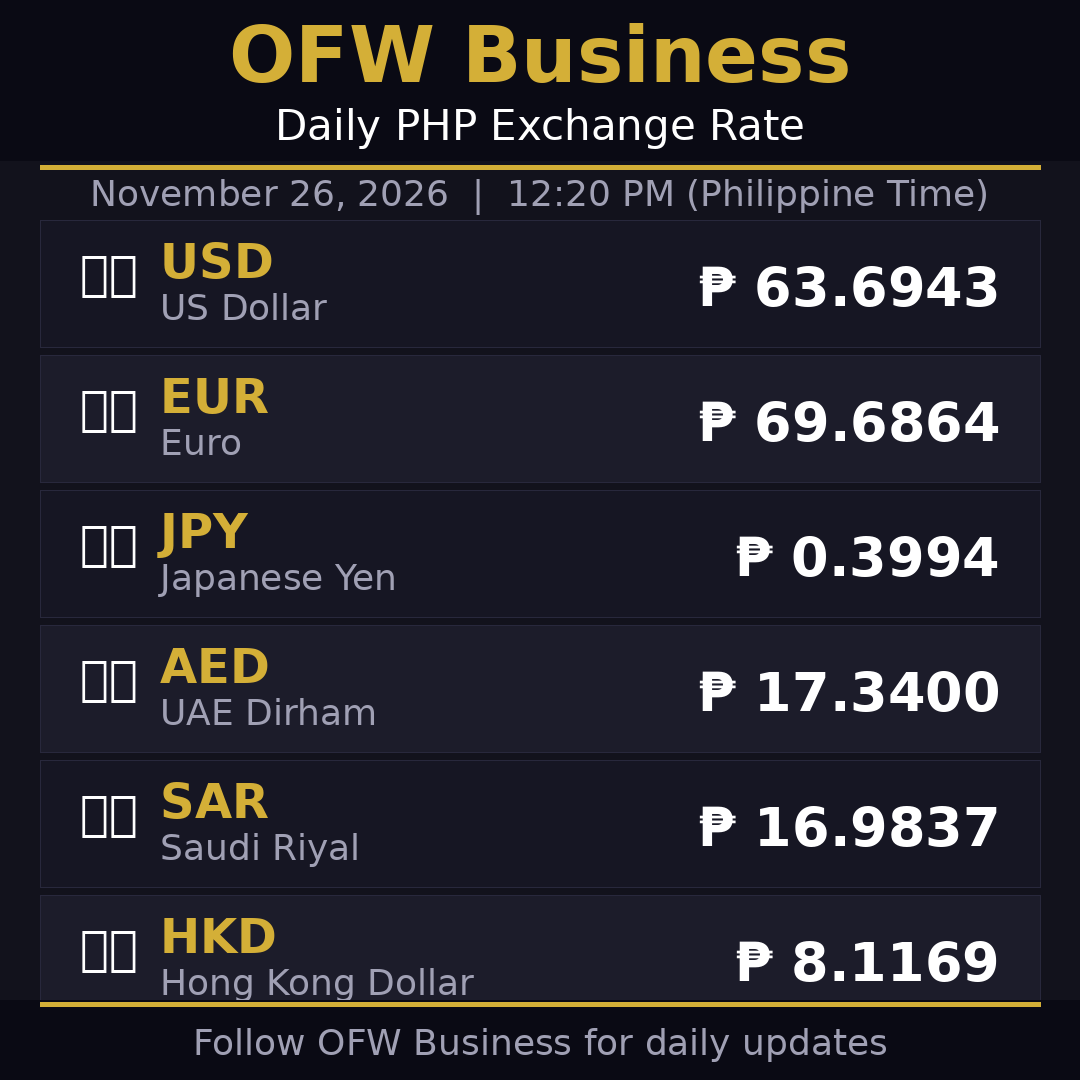 OFW Business
Daily PHP Exchange Rate
November 26, 2026 | 12:20 PM (Philippine Time)
USD
US Dollar
₱ 63.6943
EUR
Euro
₱ 69.6864
JPY
Japanese Yen
₱ 0.3994
AED
UAE Dirham
₱ 17.3400
SAR
Saudi Riyal
₱ 16.9837
HKD
Hong Kong Dollar
₱ 8.1169
Follow OFW Business for daily updates